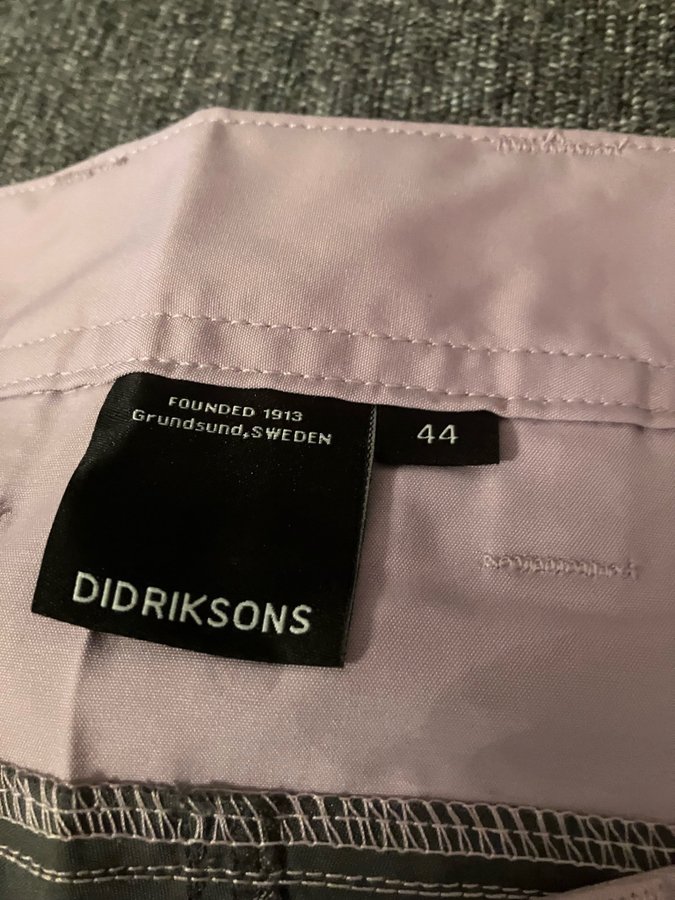 FOUNDED 1913
Grundsund,SWEDEN
44
DIDRIKSONS